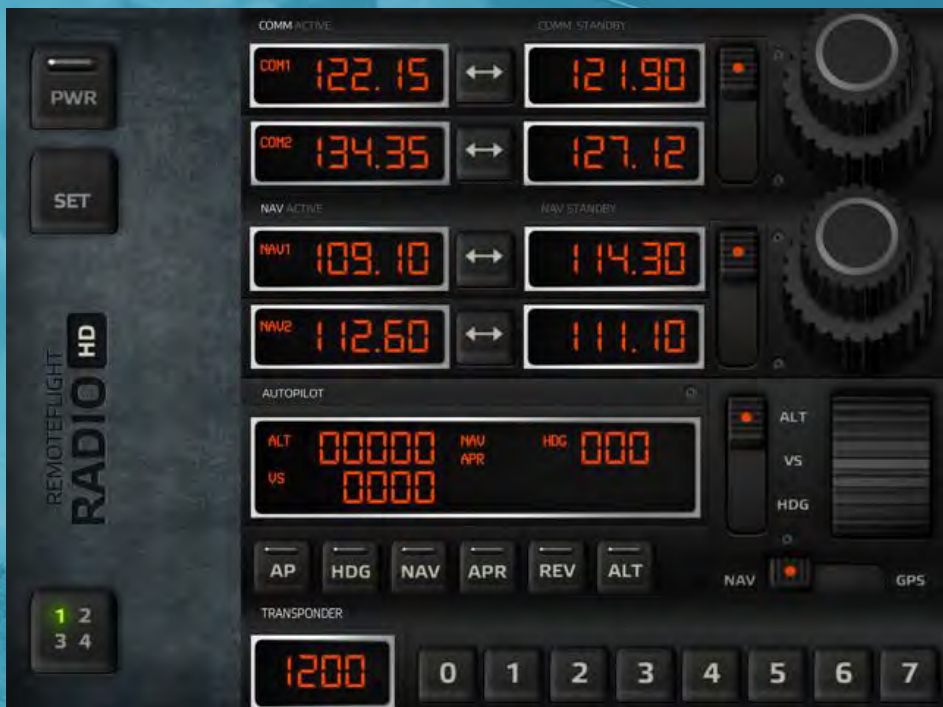 COMM ACTIVE COMM STANDBY
PWR
COM1 122.15 ↔ 121.90
COM2 134.35 ↔ 127.12
SET
NAV ACTIVE NAV STANDBY
NAV1 109.10 ↔ 114.30
NAV2 112.60 ↔ 111.10
REMOTEFLIGHT
RADIO HD
AUTOPILOT
ALT 00000 NAV HDG 000
APR
VS 0000
ALT
VS
HDG
AP HDG NAV APR REV ALT
NAV GPS
1 2
3 4
TRANSPONDER
1200 0 1 2 3 4 5 6 7